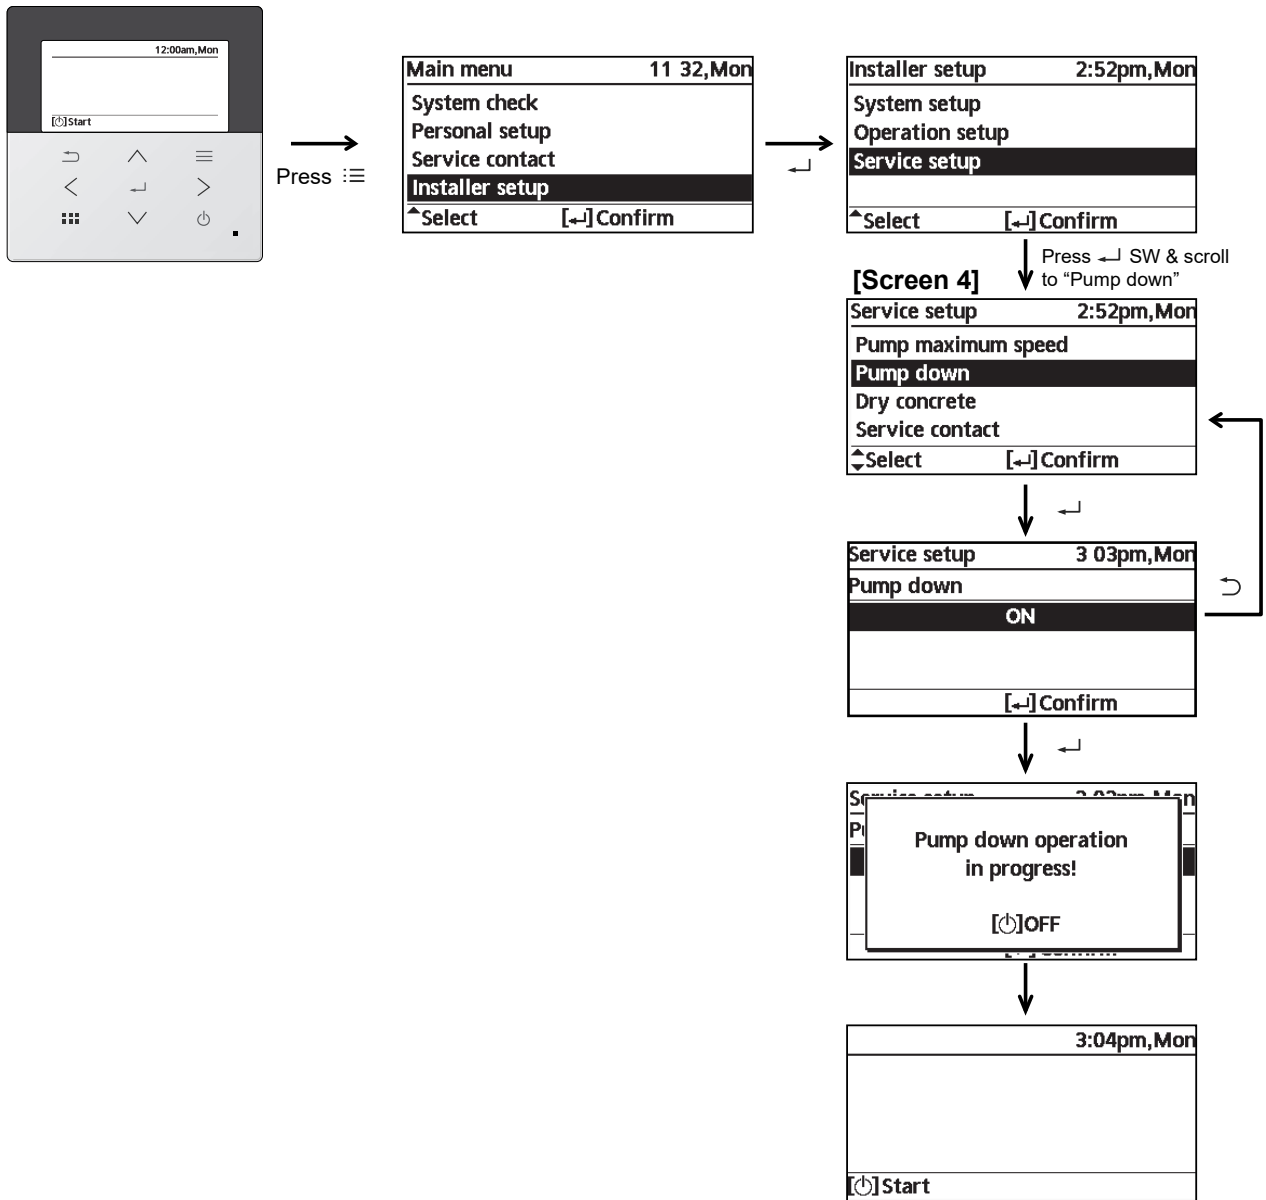 12:00am,Mon
[⏻]Start
Press
Main menu 11 32,Mon
System check
Personal setup
Service contact
Installer setup
Select [↵]Confirm
Installer setup 2:52pm,Mon
System setup
Operation setup
Service setup
Select [↵]Confirm
Press ↵ SW & scroll
to “Pump down”
[Screen 4]
Service setup 2:52pm,Mon
Pump maximum speed
Pump down
Dry concrete
Service contact
Select [↵]Confirm
Service setup 3 03pm,Mon
Pump down
ON
[↵]Confirm
Pump down operation
in progress!
[⏻]OFF
3:04pm,Mon
[⏻]Start